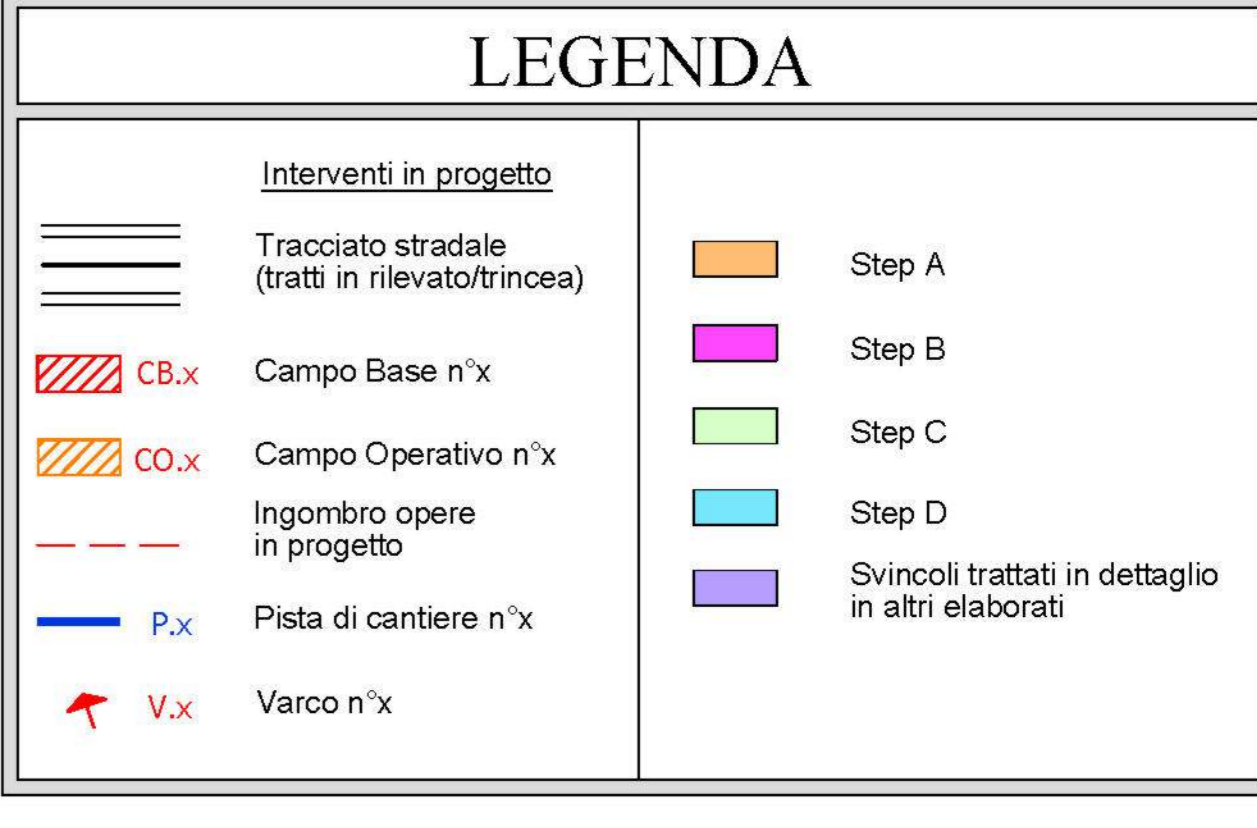 LEGENDA
Interventi in progetto
Tracciato stradale
(tratti in rilevato/trincea)
CB.x Campo Base n°x
CO.x Campo Operativo n°x
Ingombro opere
in progetto
P.x Pista di cantiere n°x
V.x Varco n°x
Step A
Step B
Step C
Step D
Svincoli trattati in dettaglio
in altri elaborati